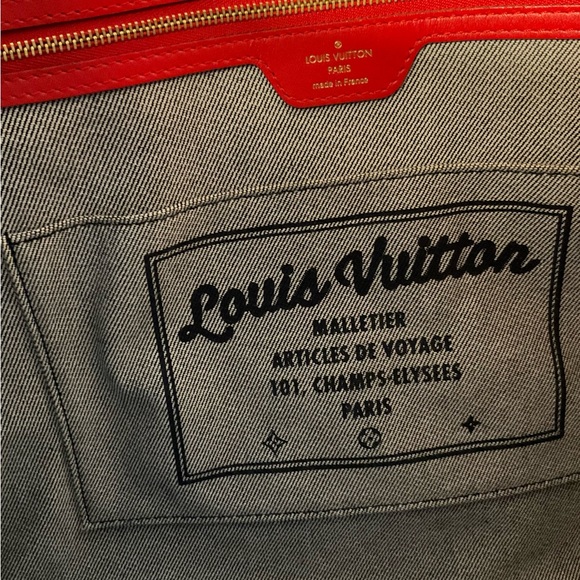 LOUIS VUITTON
PARIS
made in France
Louis Vuitton
MALLETIER
ARTICLES DE VOYAGE
101, CHAMPS-ELYSEES
PARIS